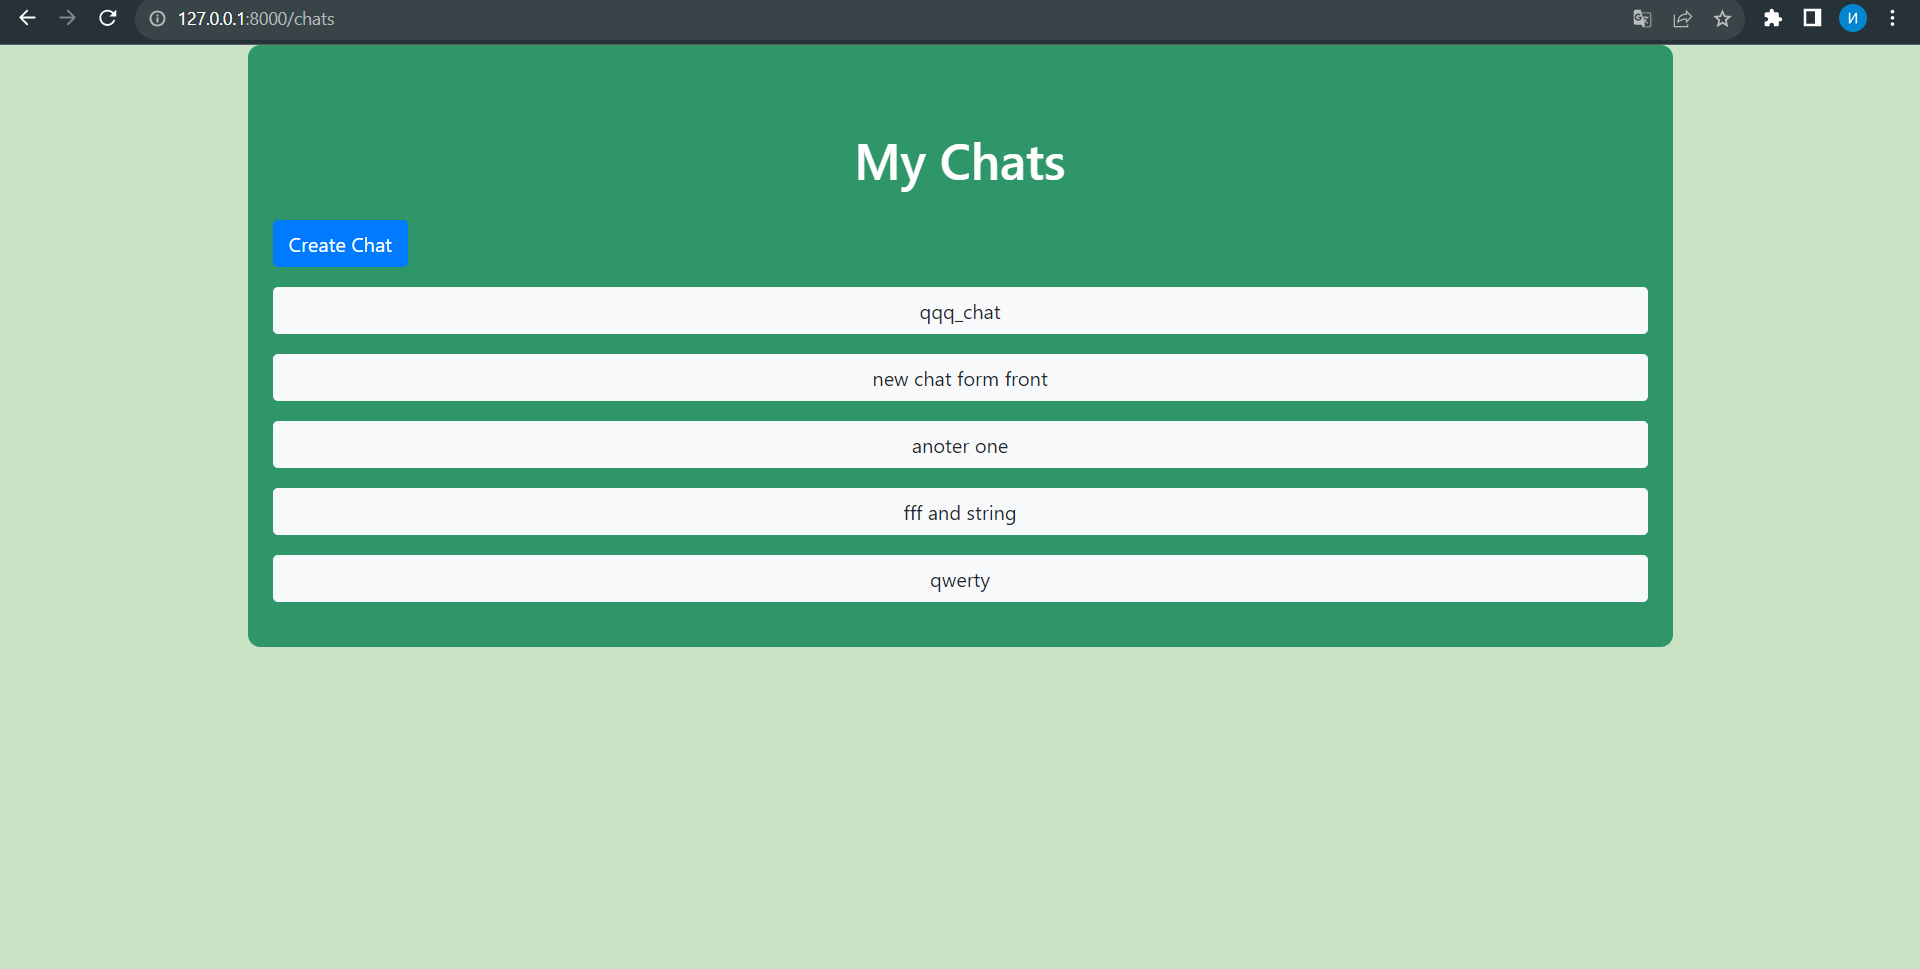 127.0.0.1:8000/chats
И
My Chats
Create Chat
qqq_chat
new chat form front
anoter one
fff and string
qwerty